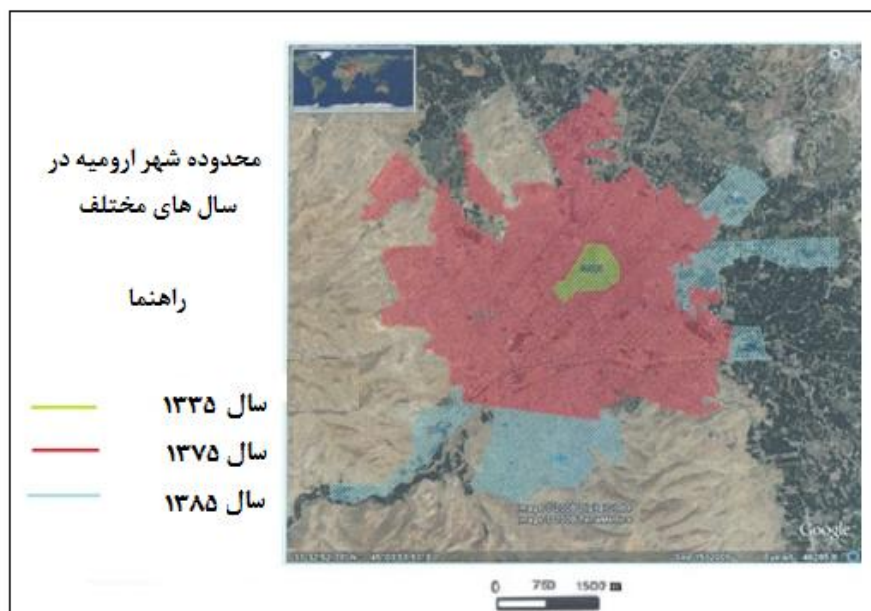 محدوده شهر ارومیه در
سال های مختلف
راهنما
سال ۱۳۳۵
سال ۱۳۷۵
سال ۱۳۸۵
Google
0 750 1500 m